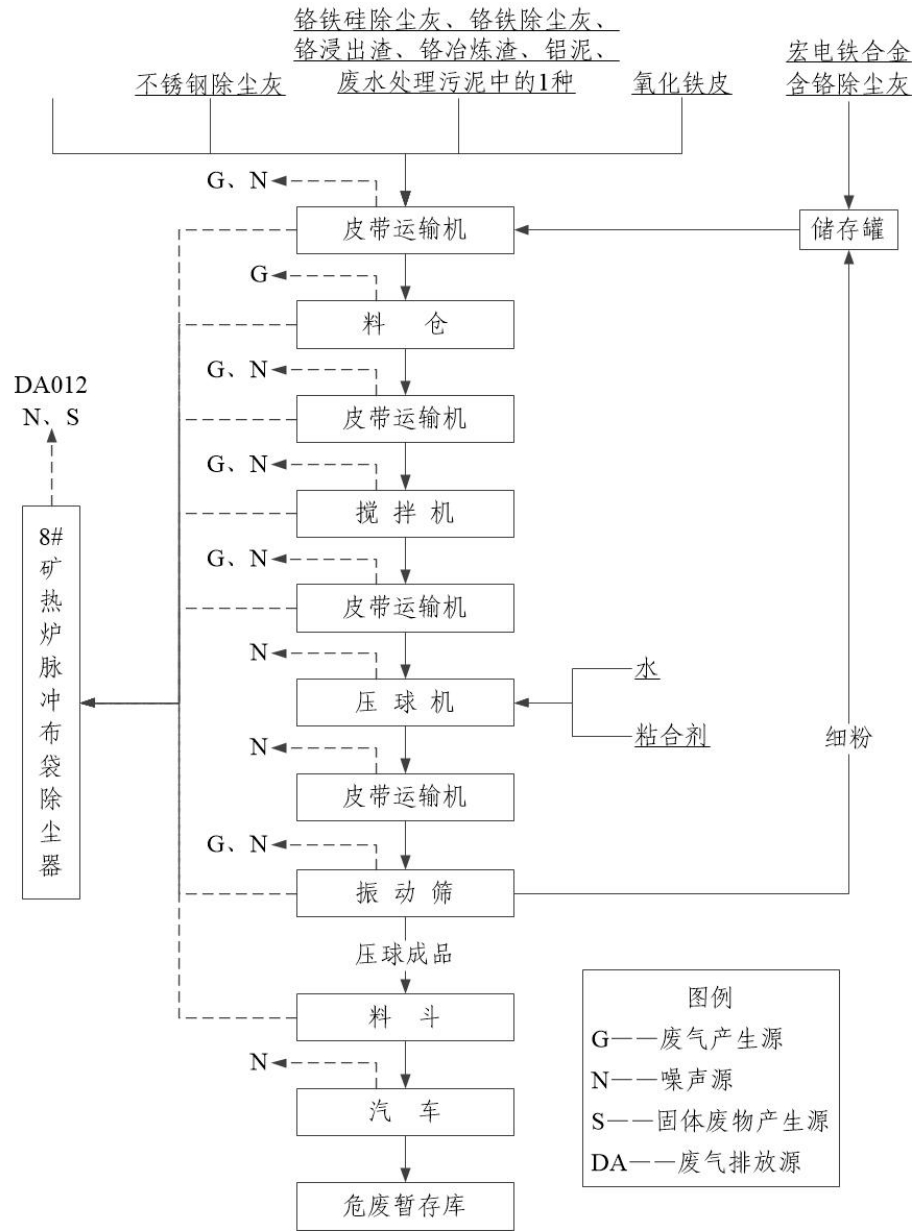 铬铁硅除尘灰、铬铁除尘灰、
铬浸出渣、铬冶炼渣、铝泥、
废水处理污泥中的1种
不锈钢除尘灰
氧化铁皮
宏电铁合金
含铬除尘灰
G、N
皮带运输机
储存罐
G
料 仓
G、N
皮带运输机
DA012
N、S
G、N
搅 拌 机
8#
矿
热
炉
脉
冲
布
袋
除
尘
器
G、N
皮带运输机
N
压 球 机
水
粘合剂
细粉
N
皮带运输机
G、N
振 动 筛
压球成品
料 斗
N
汽 车
危废暂存库
图例
G——废气产生源
N——噪声源
S——固体废物产生源
DA——废气排放源